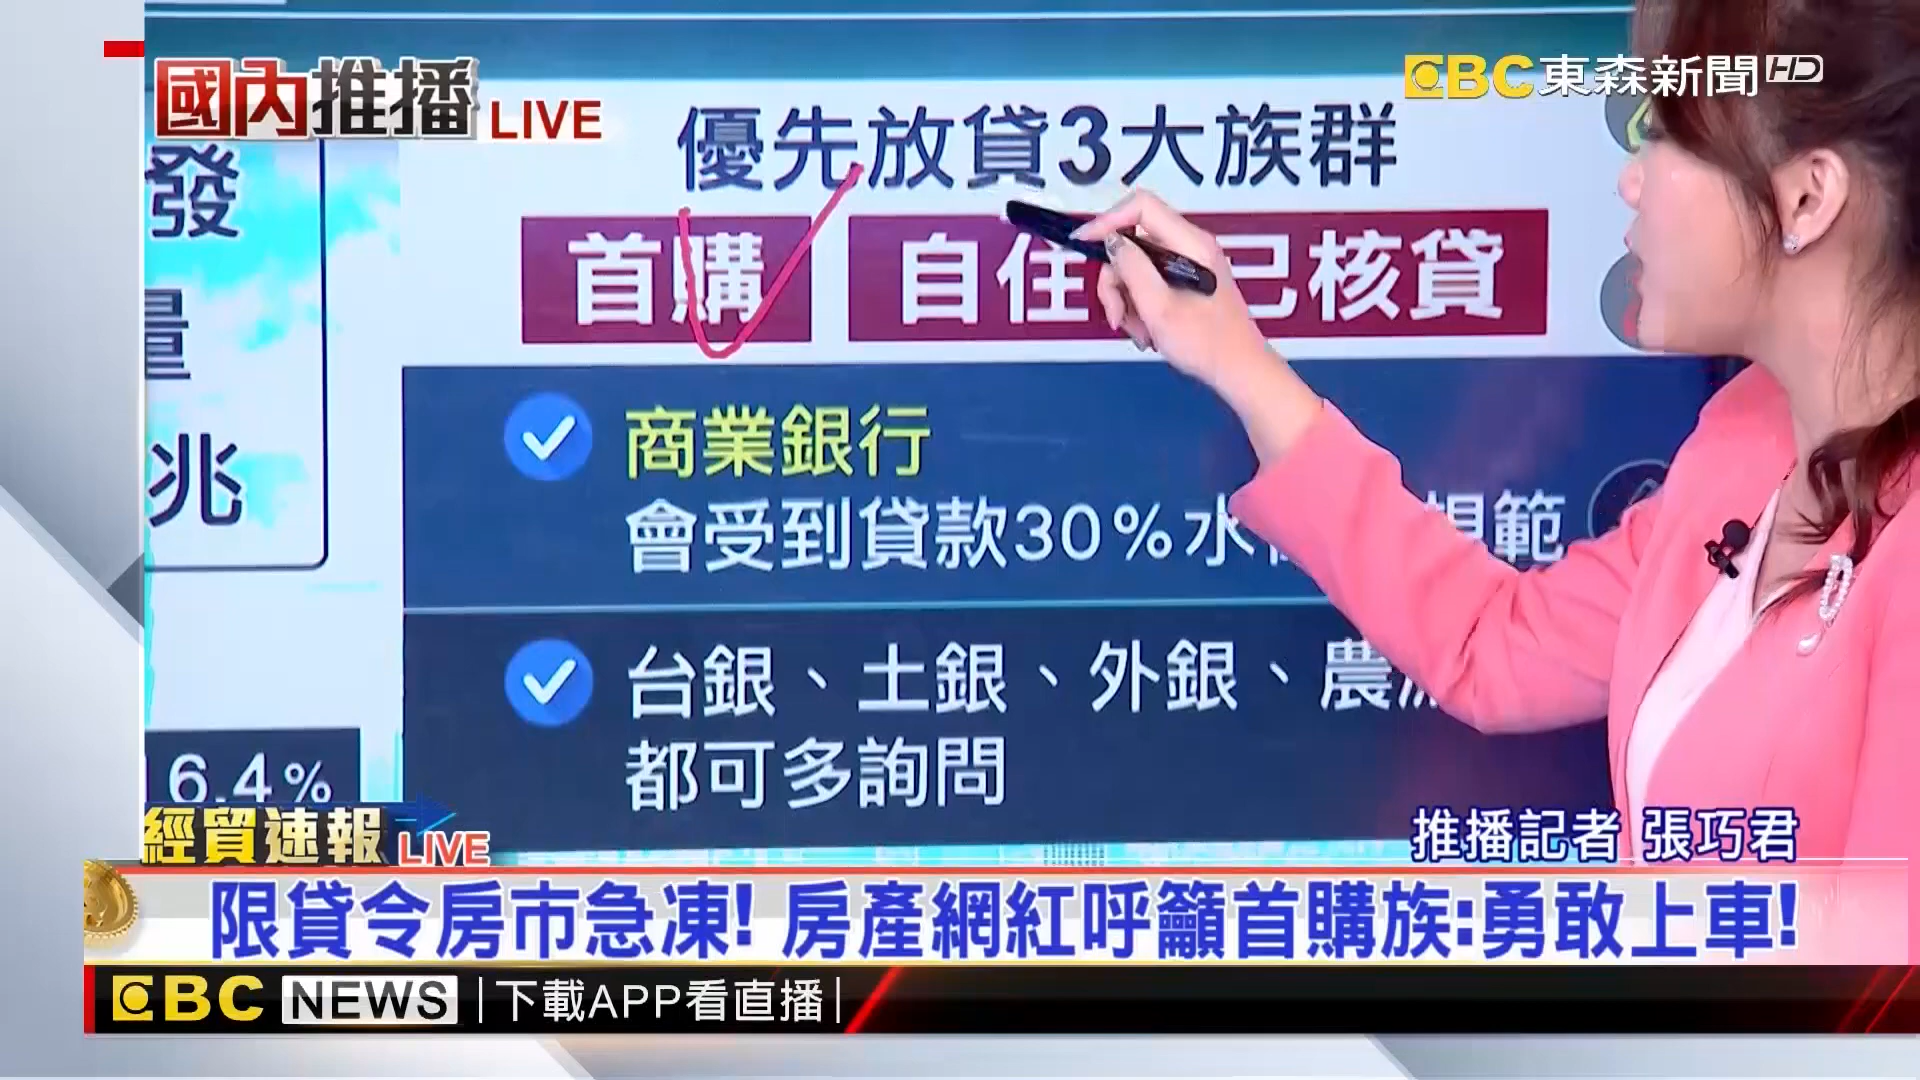 國內推播 LIVE
EBC東森新聞HD
發
量
兆
16.4%
優先放貸3大族群
首購 自住 已核貸
商業銀行
會受到貸款30%水 規範
台銀、土銀、外銀、農
都可多詢問
經貿速報 LIVE
推播記者 張巧君
限貸令房市急凍! 房產網紅呼籲首購族:勇敢上車!
EBC NEWS|下載APP看直播|